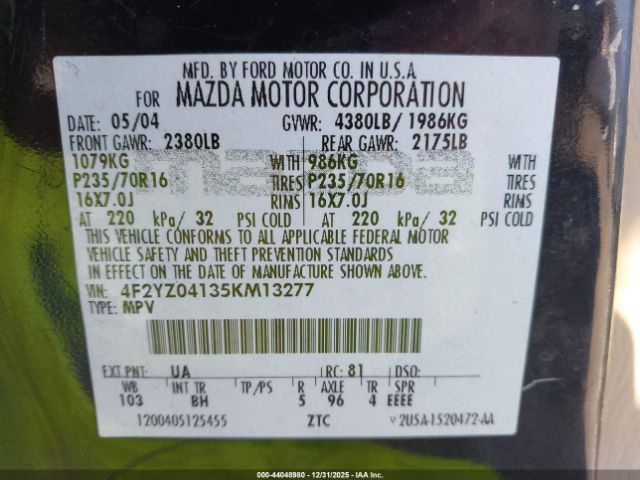 MFD. BY FORD MOTOR CO. IN U.S.A.
FOR MAZDA MOTOR CORPORATION
DATE: 05/04 GVWR: 4380LB/ 1986KG
FRONT GAWR: 2380LB REAR GAWR: 2175LB
1079KG WITH 986KG WITH
P235/70R16 TIRES P235/70R16 TIRES
16X7.0J RIMS 16X7.0J RIMS
AT 220 kPa/ 32 PSI COLD AT 220 kPa/ 32 PSI COLD
THIS VEHICLE CONFORMS TO ALL APPLICABLE FEDERAL MOTOR
VEHICLE SAFETY AND THEFT PREVENTION STANDARDS
IN EFFECT ON THE DATE OF MANUFACTURE SHOWN ABOVE.
VIN: 4F2YZ04135KM13277
TYPE: MPV
EXT PNT: UA RC: 81 DSO:
WB INT TR TP/PS R AXLE TR SPR
103 BH 5 96 4 EEEE
1200405125455 ZTC v2U5A-1520472-AA
000-44048980 - 12/31/2025 - IAA, Inc.